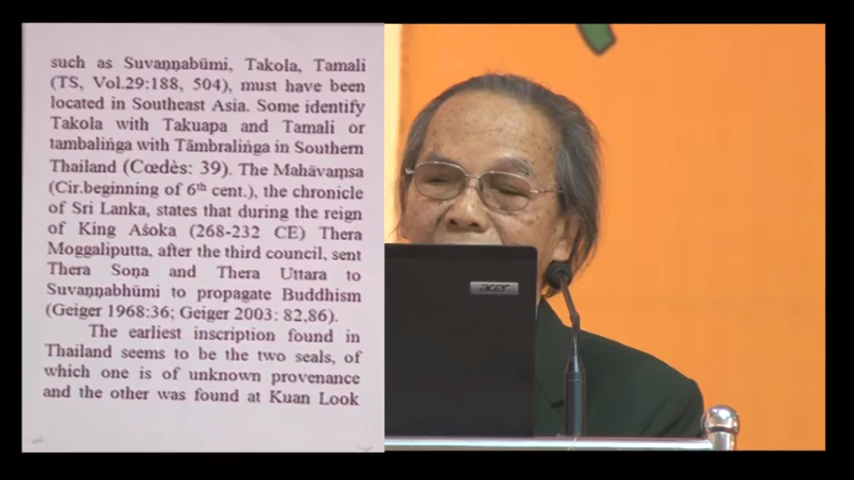 such as Suvaṇṇabūmi, Takola, Tamali
(TS, Vol.29:188, 504), must have been
located in Southeast Asia. Some identify
Takola with Takuapa and Tamali or
tambaliṅga with Tāmbraliṅga in Southern
Thailand (Cœdès: 39). The Mahāvaṃsa
(Cir.beginning of 6th cent.), the chronicle
of Sri Lanka, states that during the reign
of King Aśoka (268-232 CE) Thera
Moggaliputta, after the third council, sent
Thera Soṇa and Thera Uttara to
Suvaṇṇabhūmi to propagate Buddhism
(Geiger 1968:36; Geiger 2003: 82,86).
The earliest inscription found in
Thailand seems to be the two seals, of
which one is of unknown provenance
and the other was found at Kuan Look
acer